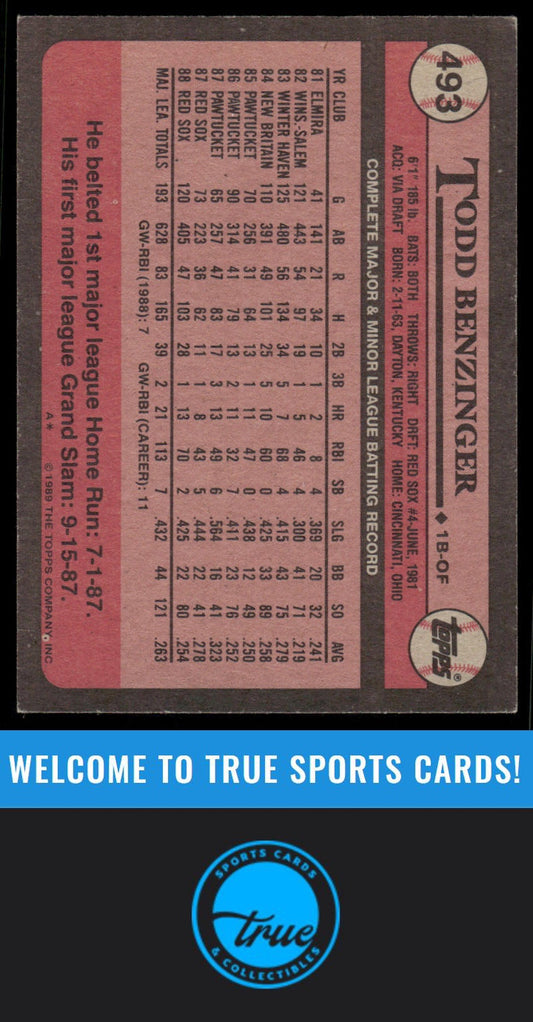 493
TODD BENZINGER ◆ 1B-OF
topps®
6'1" 185 lb. BATS: BOTH THROWS: RIGHT DRFT: RED SOX #4-JUNE, 1981
ACQ: VIA DRAFT BORN: 2-11-63, DAYTON, KENTUCKY HOME: CINCINNATI, OHIO
COMPLETE MAJOR & MINOR LEAGUE BATTING RECORD
YR CLUB G AB R H 2B 3B HR RBI SB SLG BB SO AVG
81 ELMIRA 41 141 21 34 10 1 2 8 4 .369 20 32 .241
82 WINS.-SALEM 121 443 54 97 19 1 5 46 4 .300 41 71 .219
83 WINTER HAVEN 125 480 56 134 34 5 7 68 4 .415 43 75 .279
84 NEW BRITAIN 110 391 49 101 25 5 10 60 0 .425 33 89 .258
85 PAWTUCKET 70 256 31 64 13 1 11 47 0 .438 12 49 .250
86 PAWTUCKET 90 314 41 79 13 2 11 32 7 .411 23 76 .252
87 PAWTUCKET 65 257 47 83 17 3 13 49 6 .564 16 41 .323
87 RED SOX 73 223 36 62 11 1 8 43 5 .444 22 41 .278
88 RED SOX 120 405 47 103 28 1 13 70 2 .425 22 80 .254
MAJ. LEA. TOTALS 193 628 83 165 39 2 21 113 7 .432 44 121 .263
GW-RBI (1988): 7 GW-RBI (CAREER): 11
He belted 1st major league Home Run: 7-1-87.
His first major league Grand Slam: 9-15-87.
A* © 1989 THE TOPPS COMPANY, INC.
WELCOME TO TRUE SPORTS CARDS!
SPORTS CARDS
true
& COLLECTIBLES